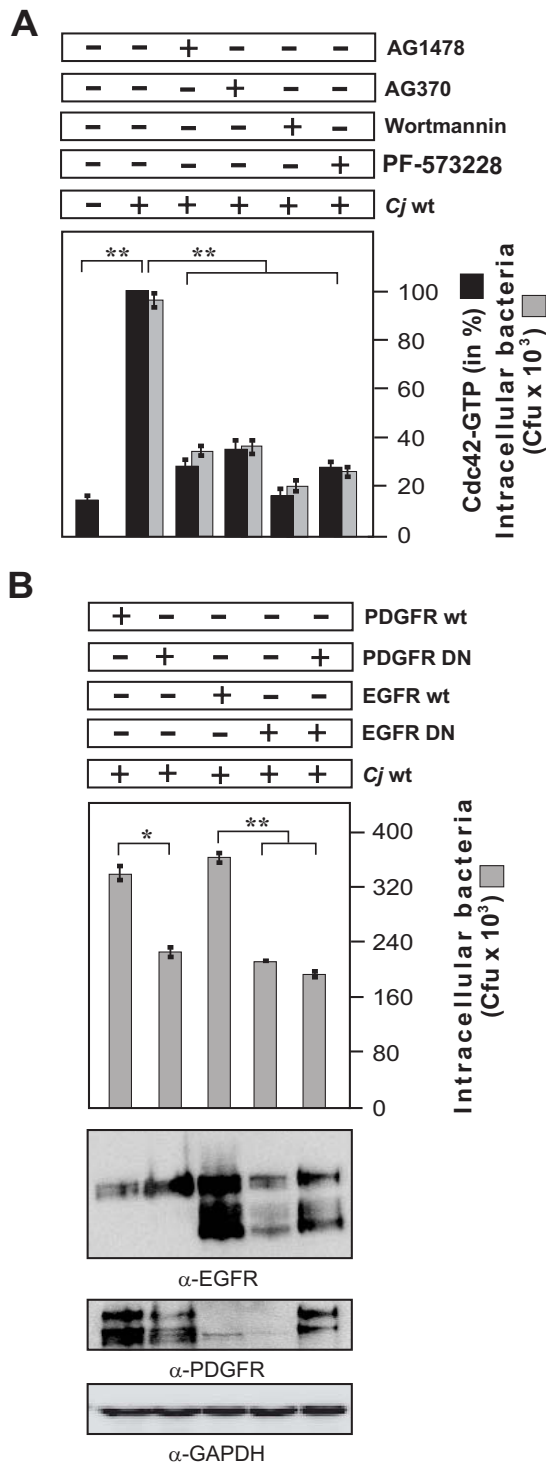 A
– – + – – – AG1478
– – – + – – AG370
– – – – + – Wortmannin
– – – – – + PF-573228
– + + + + + Cj wt
** **
100
80
60
40
20
0
Cdc42-GTP (in %)
Intracellular bacteria
(Cfu x 10³)
B
+ – – – – PDGFR wt
– + – – + PDGFR DN
– – + – – EGFR wt
– – – + + EGFR DN
+ + + + + Cj wt
* **
400
320
240
160
80
0
Intracellular bacteria
(Cfu x 10³)
α-EGFR
α-PDGFR
α-GAPDH